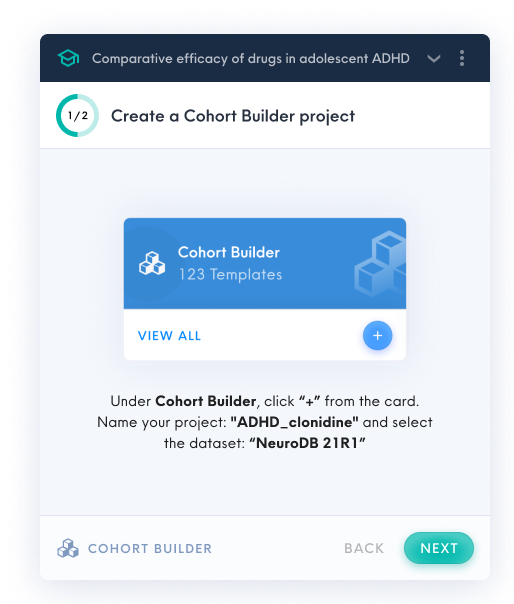 Comparative efficacy of drugs in adolescent ADHD
1/2
Create a Cohort Builder project
Cohort Builder
123 Templates
VIEW ALL
+
Under Cohort Builder, click “+” from the card.
Name your project: "ADHD_clonidine" and select
the dataset: “NeuroDB 21R1”
COHORT BUILDER
BACK
NEXT